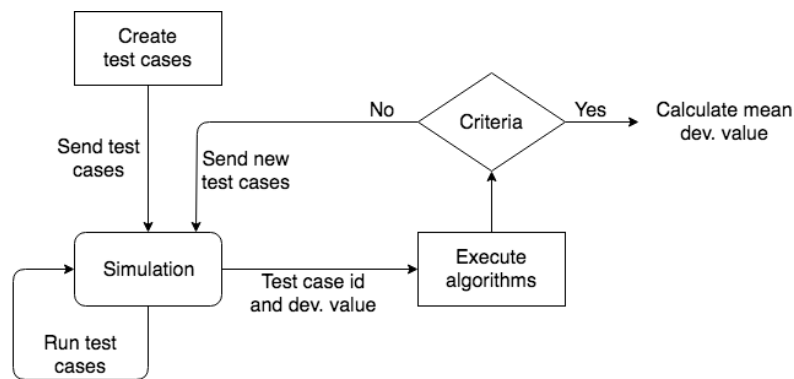 Create
test cases
No
Criteria
Yes
Calculate mean
dev. value
Send test
cases
Send new
test cases
Simulation
Test case id
and dev. value
Execute
algorithms
Run test
cases